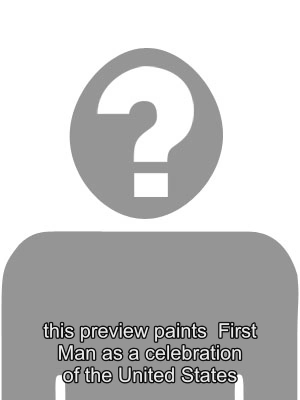 ?
this preview paints  First
Man as a celebration
of the United States